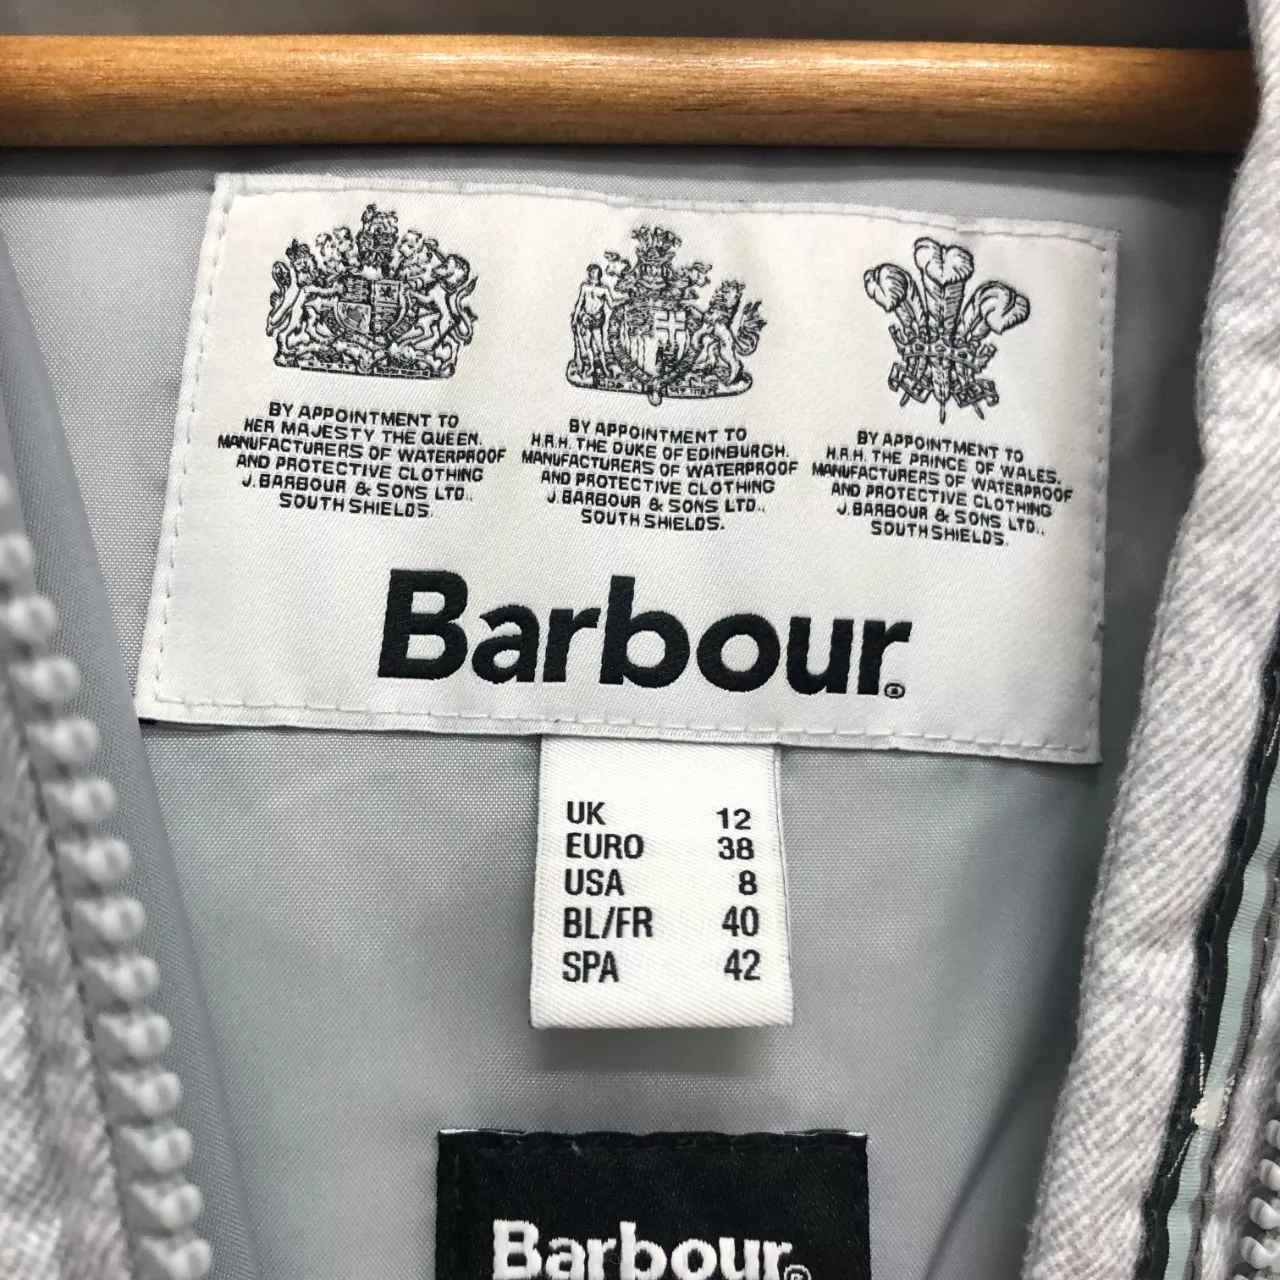 BY APPOINTMENT TO
HER MAJESTY THE QUEEN.
MANUFACTURERS OF WATERPROOF
AND PROTECTIVE CLOTHING
J. BARBOUR & SONS LTD.,
SOUTH SHIELDS.
BY APPOINTMENT TO
H.R.H. THE DUKE OF EDINBURGH.
MANUFACTURERS OF WATERPROOF
AND PROTECTIVE CLOTHING
J. BARBOUR & SONS LTD.,
SOUTH SHIELDS.
BY APPOINTMENT TO
H.R.H. THE PRINCE OF WALES.
MANUFACTURERS OF WATERPROOF
AND PROTECTIVE CLOTHING
J. BARBOUR & SONS LTD.,
SOUTH SHIELDS.
Barbour®
UK 12
EURO 38
USA 8
BL/FR 40
SPA 42
Barbour®